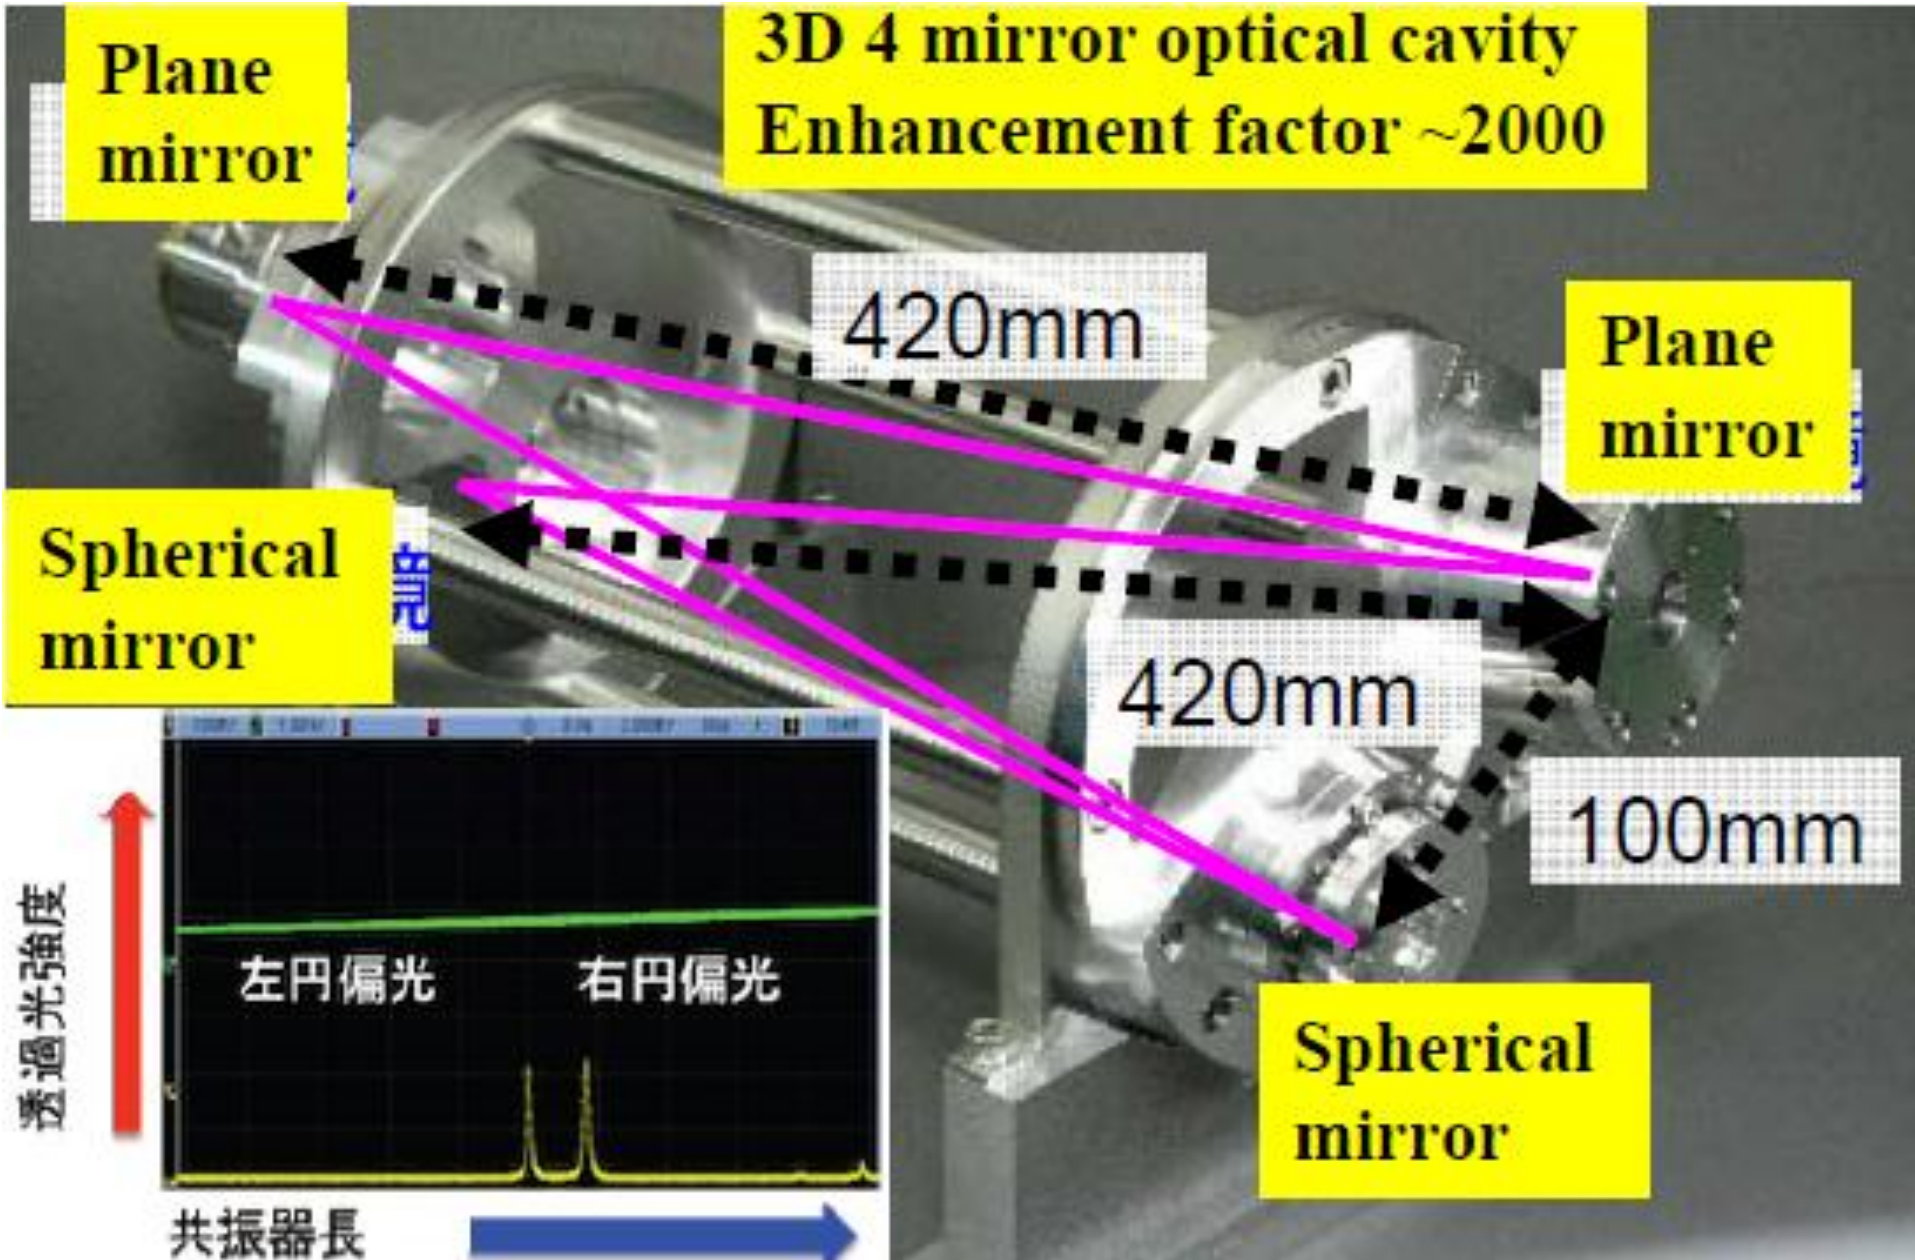 3D 4 mirror optical cavity
Enhancement factor ~2000
Plane
mirror
420mm
Plane
mirror
Spherical
mirror
420mm
100mm
透過光強度
左円偏光
右円偏光
共振器長
Spherical
mirror